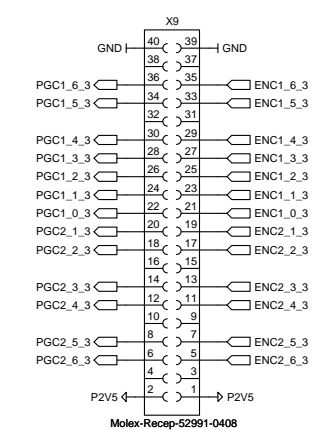 X9
GND 40 39 GND
38 37
PGC1_6_3 36 35 ENC1_6_3
PGC1_5_3 34 33 ENC1_5_3
32 31
PGC1_4_3 30 29 ENC1_4_3
PGC1_3_3 28 27 ENC1_3_3
PGC1_2_3 26 25 ENC1_2_3
PGC1_1_3 24 23 ENC1_1_3
PGC1_0_3 22 21 ENC1_0_3
PGC2_1_3 20 19 ENC2_1_3
PGC2_2_3 18 17 ENC2_2_3
16 15
PGC2_3_3 14 13 ENC2_3_3
PGC2_4_3 12 11 ENC2_4_3
10 9
PGC2_5_3 8 7 ENC2_5_3
PGC2_6_3 6 5 ENC2_6_3
4 3
P2V5 2 1 P2V5
Molex-Recep-52991-0408